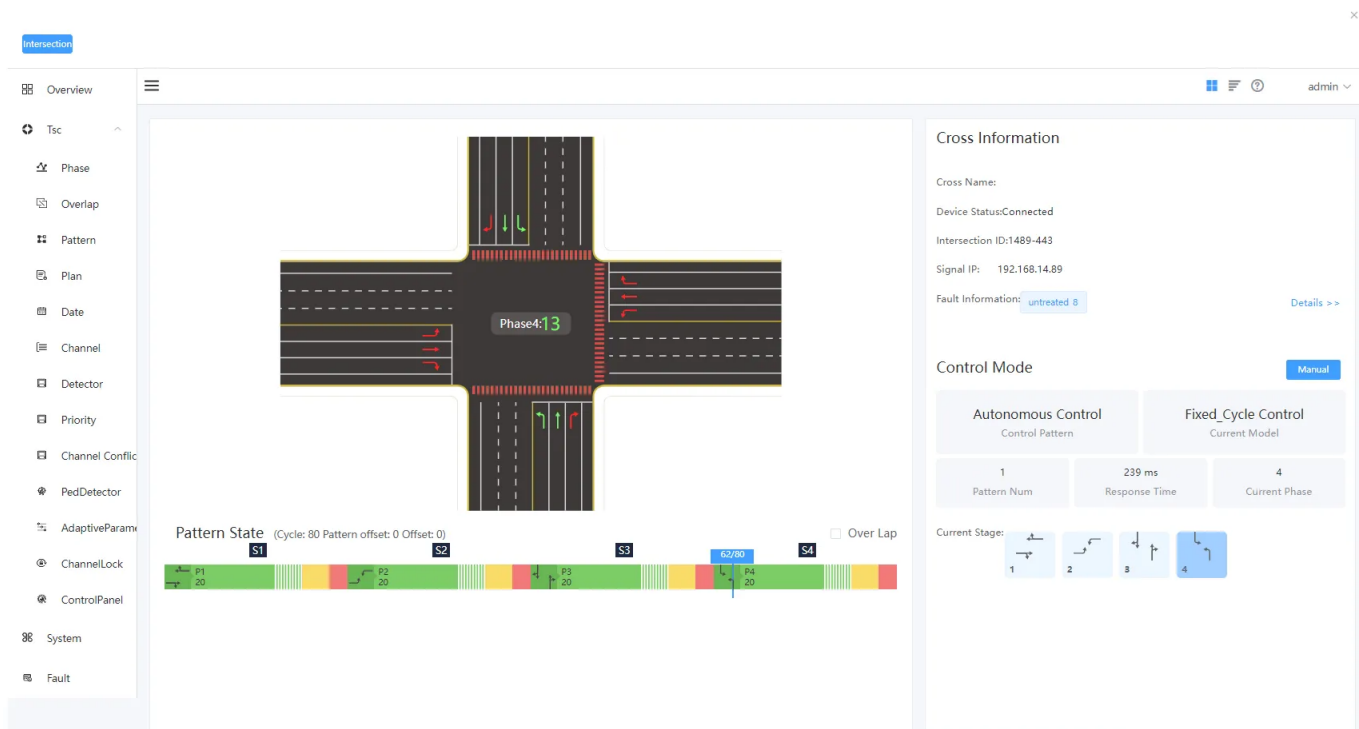 Intersection
Overview
admin
Tsc
Phase
Overlap
Pattern
Plan
Date
Channel
Detector
Priority
Channel Conflic
PedDetector
AdaptiveParame
ChannelLock
ControlPanel
System
Fault
Phase4:13
Pattern State (Cycle: 80 Pattern offset: 0 Offset: 0)
Over Lap
S1 S2 S3 S4
62/80
P1 P2 P3 P4
20 20 20 20
Cross Information
Cross Name:
Device Status:Connected
Intersection ID:1489-443
Signal IP: 192.168.14.89
Fault Information: untreated 8 Details >>
Control Mode Manual
Autonomous Control Fixed_Cycle Control
Control Pattern Current Model
1 239 ms 4
Pattern Num Response Time Current Phase
Current Stage:
1 2 3 4